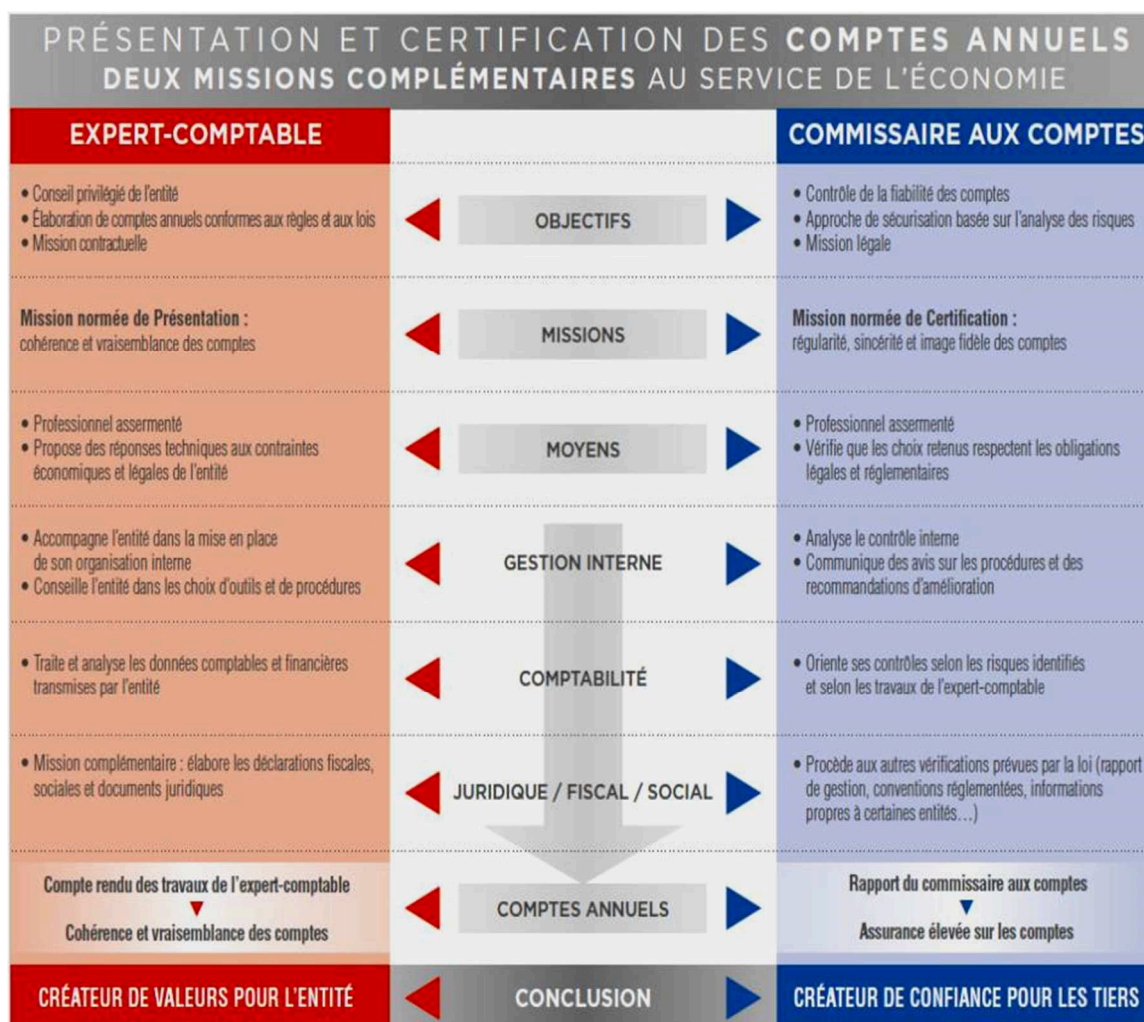 PRÉSENTATION ET CERTIFICATION DES COMPTES ANNUELS
DEUX MISSIONS COMPLÉMENTAIRES AU SERVICE DE L'ÉCONOMIE
EXPERT-COMPTABLE
COMMISSAIRE AUX COMPTES
• Conseil privilégié de l'entité
• Élaboration de comptes annuels conformes aux règles et aux lois
• Mission contractuelle
OBJECTIFS
• Contrôle de la fiabilité des comptes
• Approche de sécurisation basée sur l'analyse des risques
• Mission légale
Mission normée de Présentation :
cohérence et vraisemblance des comptes
MISSIONS
Mission normée de Certification :
régularité, sincérité et image fidèle des comptes
• Professionnel assermenté
• Propose des réponses techniques aux contraintes
économiques et légales de l'entité
MOYENS
• Professionnel assermenté
• Vérifie que les choix retenus respectent les obligations
légales et réglementaires
• Accompagne l'entité dans la mise en place
de son organisation interne
• Conseille l'entité dans les choix d'outils et de procédures
GESTION INTERNE
• Analyse le contrôle interne
• Communique des avis sur les procédures et des
recommandations d'amélioration
• Traite et analyse les données comptables et financières
transmises par l'entité
COMPTABILITÉ
• Oriente ses contrôles selon les risques identifiés
et selon les travaux de l'expert-comptable
• Mission complémentaire : élabore les déclarations fiscales,
sociales et documents juridiques
JURIDIQUE / FISCAL / SOCIAL
• Procède aux autres vérifications prévues par la loi (rapport
de gestion, conventions réglementées, informations
propres à certaines entités...)
Compte rendu des travaux de l'expert-comptable
Cohérence et vraisemblance des comptes
COMPTES ANNUELS
Rapport du commissaire aux comptes
Assurance élevée sur les comptes
CRÉATEUR DE VALEURS POUR L'ENTITÉ
CONCLUSION
CRÉATEUR DE CONFIANCE POUR LES TIERS